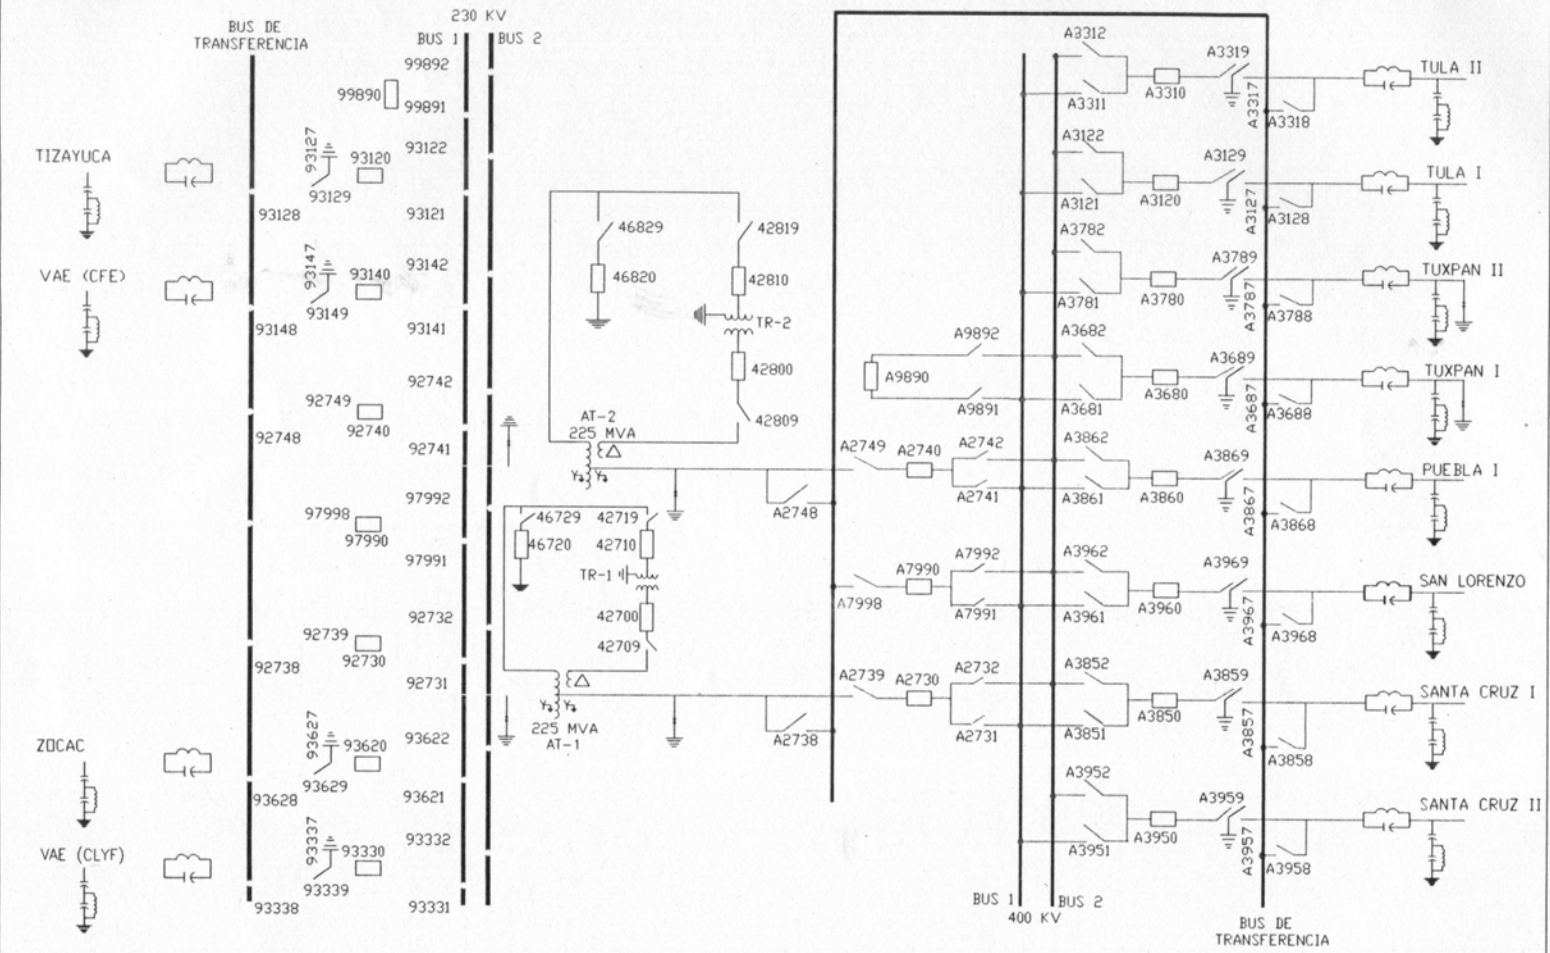 230 KV
BUS DE
TRANSFERENCIA
BUS 1
BUS 2
99892
99890
99891
TIZAYUCA
93127
93120
93129
93122
93128
93121
VAE (CFE)
93147
93140
93149
93142
93148
93141
92742
92749
92740
92748
92741
97992
97998
97990
97991
92732
92739
92730
92738
92731
ZOCAC
93627
93620
93629
93622
93628
93621
VAE (CLYF)
93337
93330
93339
93332
93338
93331
46829
46820
42819
42810
TR-2
42800
42809
AT-2
225 MVA
46729
46720
42719
42710
TR-1
42700
42709
225 MVA
AT-1
A2748
A2738
A9892
A9890
A9891
A2749
A2740
A2742
A2741
A7998
A7990
A7992
A7991
A2739
A2730
A2732
A2731
A3312
A3311
A3310
A3319
A3317
A3318
TULA II
A3122
A3121
A3120
A3129
A3127
A3128
TULA I
A3782
A3781
A3780
A3789
A3787
A3788
TUXPAN II
A3682
A3681
A3680
A3689
A3687
A3688
TUXPAN I
A3862
A3861
A3860
A3869
A3867
A3868
PUEBLA I
A3962
A3961
A3960
A3969
A3967
A3968
SAN LORENZO
A3852
A3851
A3850
A3859
A3857
A3858
SANTA CRUZ I
A3952
A3951
A3950
A3959
A3957
A3958
SANTA CRUZ II
BUS 1
BUS 2
400 KV
BUS DE
TRANSFERENCIA